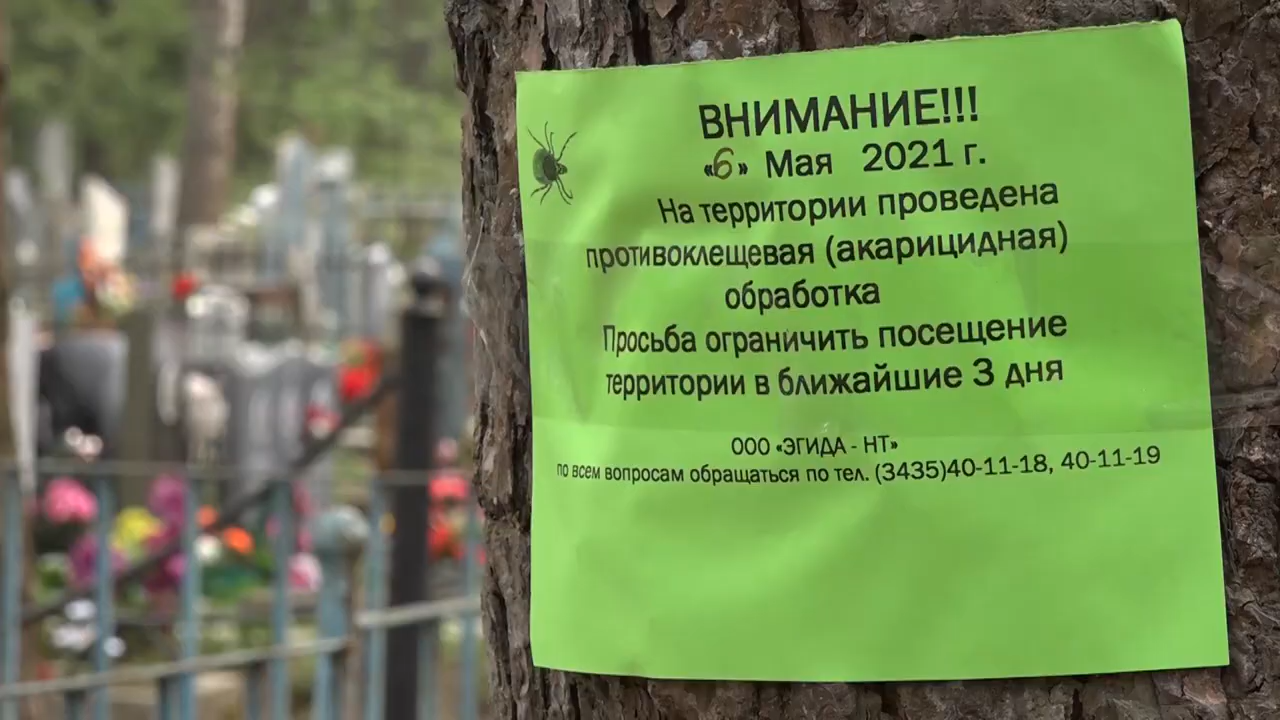 ВНИМАНИЕ!!!
«6» Мая 2021 г.
На территории проведена
противоклещевая (акарицидная)
обработка
Просьба ограничить посещение
территории в ближайшие 3 дня
ООО «ЭГИДА - НТ»
по всем вопросам обращаться по тел. (3435)40-11-18, 40-11-19